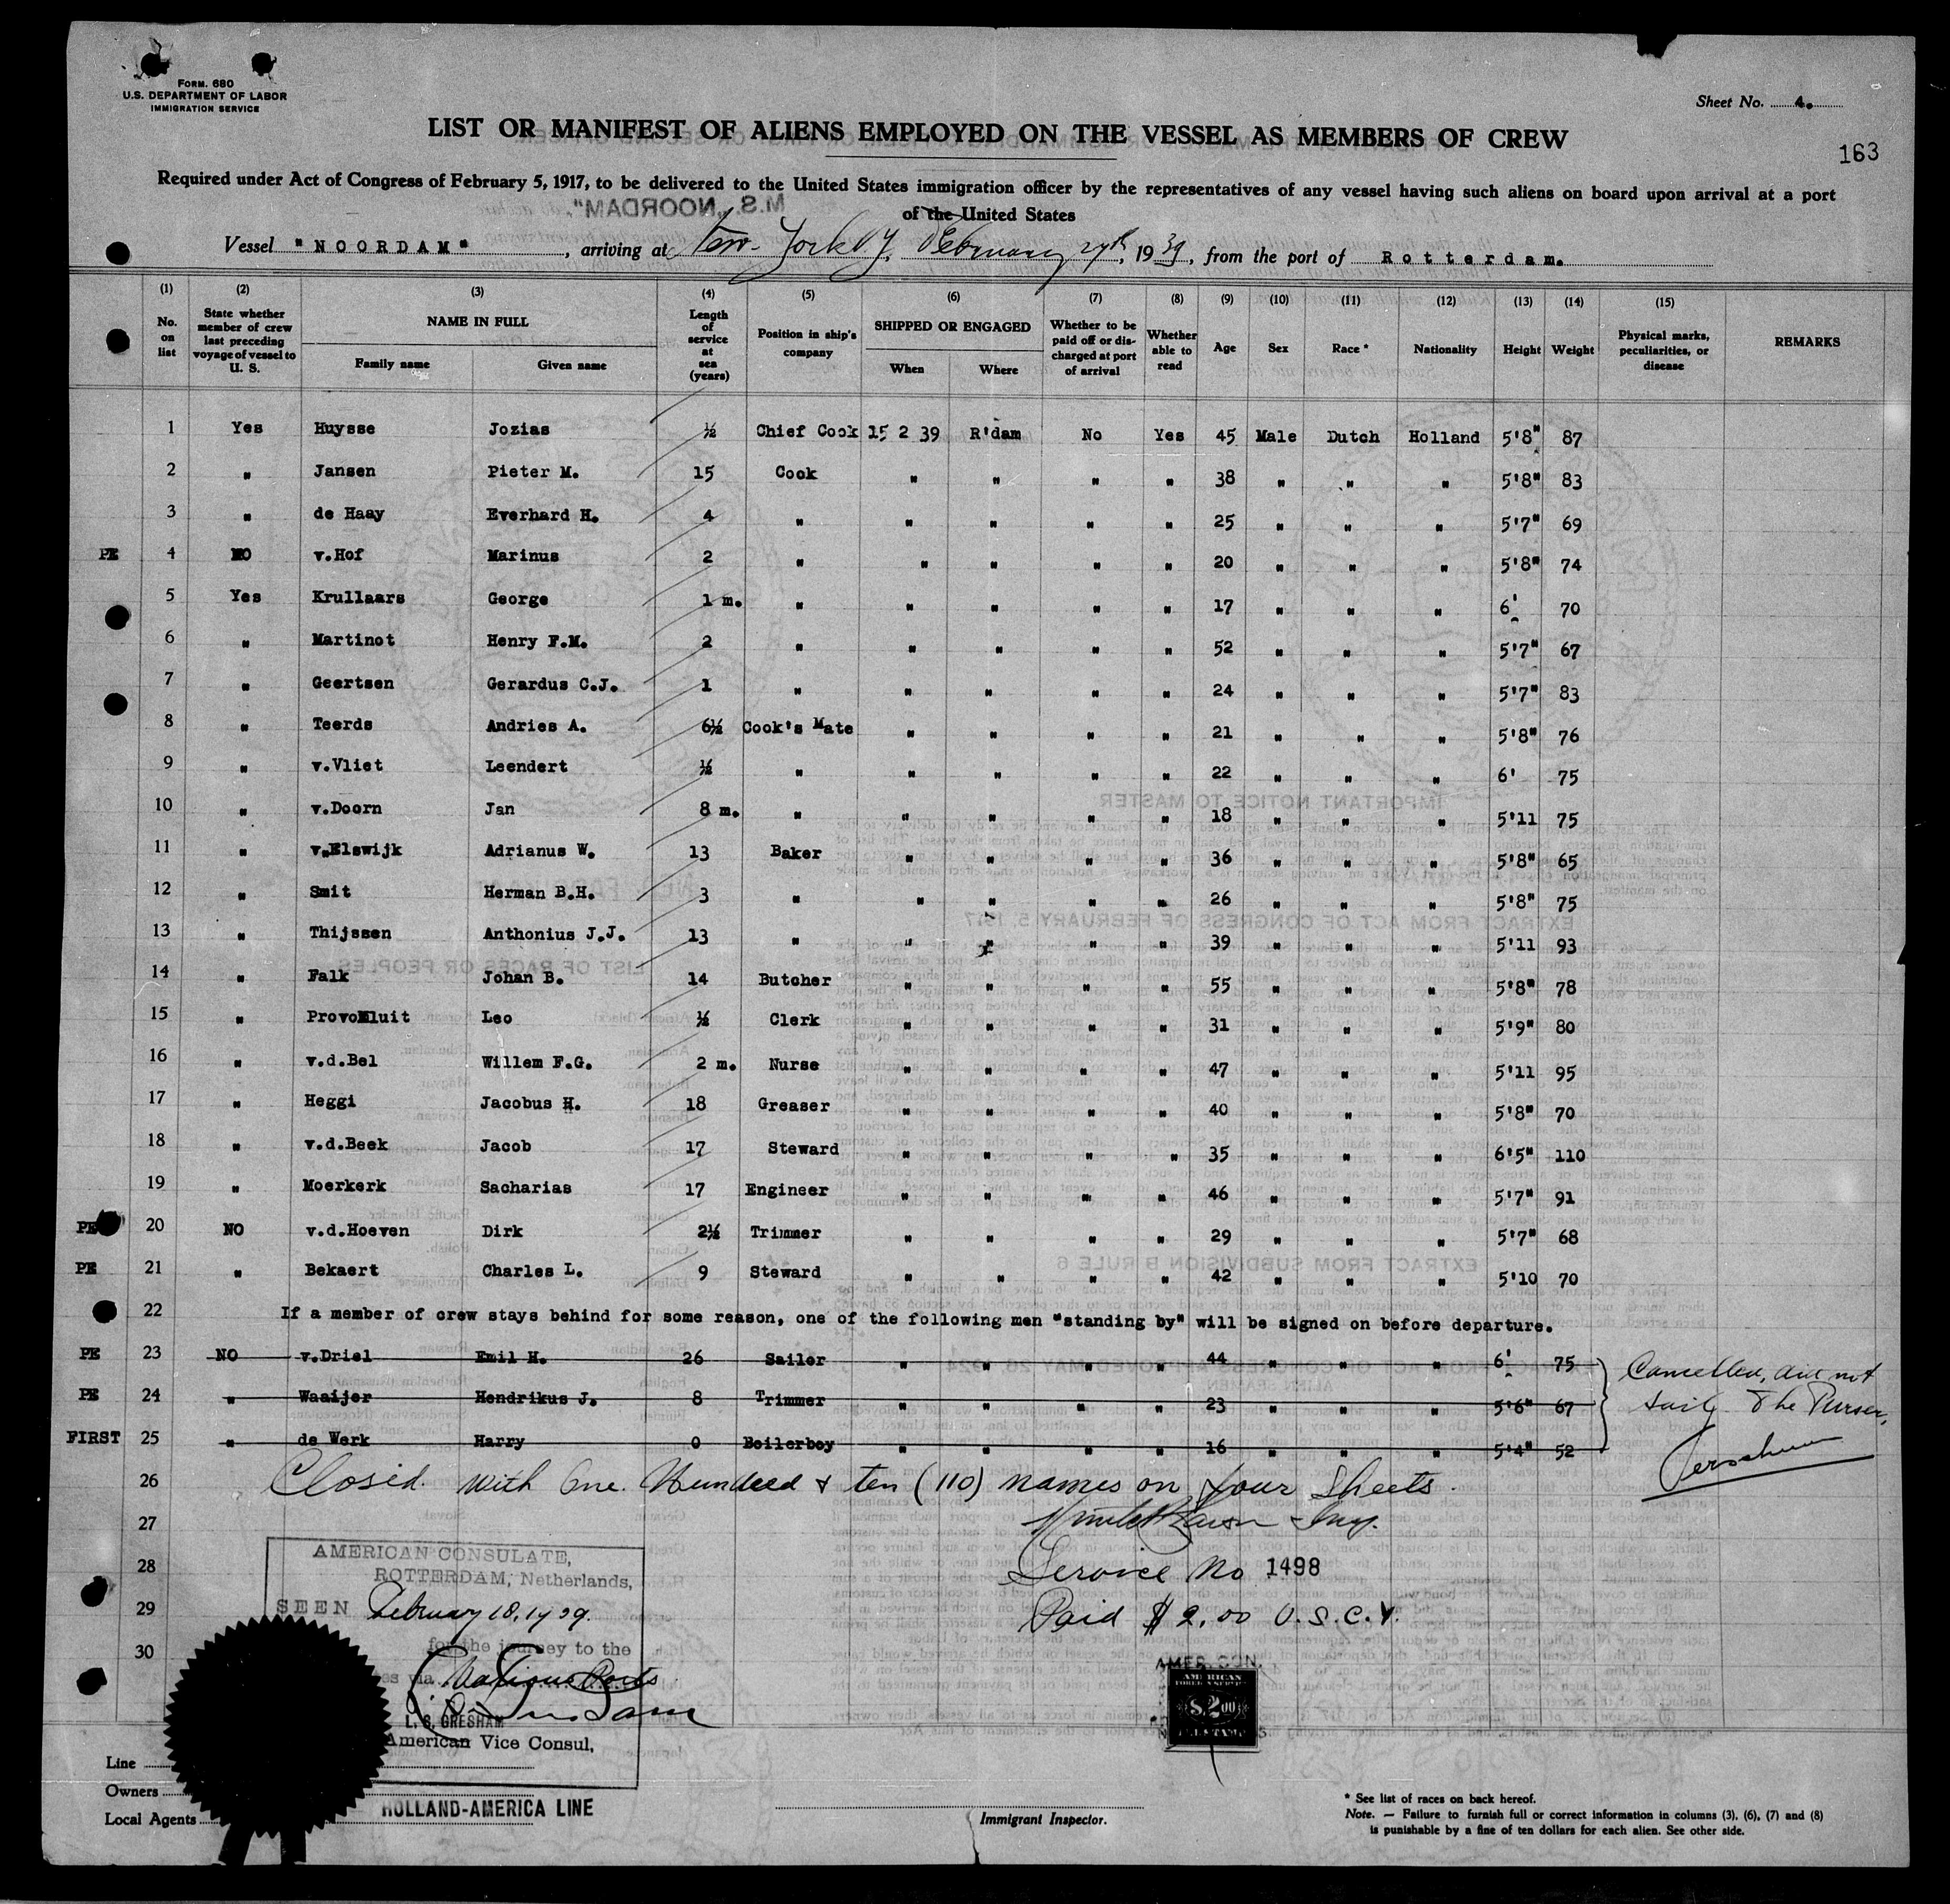 FORM. 680
U.S. DEPARTMENT OF LABOR
IMMIGRATION SERVICE
Sheet No. 4.
LIST OR MANIFEST OF ALIENS EMPLOYED ON THE VESSEL AS MEMBERS OF CREW
163
Required under Act of Congress of February 5, 1917, to be delivered to the United States immigration officer by the representatives of any vessel having such aliens on board upon arrival at a port
of the United States
M.S. „NOORDAM"
Vessel "NOORDAM" , arriving at New York NY. February 27th, 1939, from the port of Rotterdam.
(1) (2) (3) (4) (5) (6) (7) (8) (9) (10) (11) (12) (13) (14) (15)
No. on list
State whether member of crew last preceding voyage of vessel to U. S.
NAME IN FULL
Family name
Given name
Length of service at sea (years)
Position in ship's company
SHIPPED OR ENGAGED
When
Where
Whether to be paid off or discharged at port of arrival
Whether able to read
Age
Sex
Race *
Nationality
Height
Weight
Physical marks, peculiarities, or disease
REMARKS
1 Yes Huysse Jozias ½ Chief Cook 15 2 39 R'dam No Yes 45 Male Dutch Holland 5'8" 87
2 " Jansen Pieter M. 15 Cook " " " " 38 " " " 5'8" 83
3 " de Haay Everhard H. 4 " " " " " 25 " " " 5'7" 69
PE 4 NO v.Hof Marinus 2 " " " " " 20 " " " 5'8" 74
5 Yes Krullaars George 1 m. " " " " " 17 " " " 6' 70
6 " Martinot Henry F.M. 2 " " " " " 52 " " " 5'7" 67
7 " Geertsen Gerardus C.J. 1 " " " " " 24 " " " 5'7" 83
8 " Teerds Andries A. 6½ Cook's Mate " " " " 21 " " " 5'8" 76
9 " v.Vliet Leendert ½ " " " " " 22 " " " 6' 75
10 " v.Doorn Jan 8 m. " " " " " 18 " " " 5'11 75
11 " v.Elswijk Adrianus W. 13 Baker " " " " 36 " " " 5'8" 65
12 " Smit Herman B.H. 3 " " " " " 26 " " " 5'8" 75
13 " Thijssen Anthonius J.J. 13 " " " " " 39 " " " 5'11 93
14 " Falk Johan B. 14 Butcher " " " " 55 " " " 5'8" 78
15 " Provokluit Leo ½ Clerk " " " " 31 " " " 5'9" 80
16 " v.d.Bel Willem F.G. 2 m. Nurse " " " " 47 " " " 5'11 95
17 " Heggi Jacobus H. 18 Greaser " " " " 40 " " " 5'8" 70
18 " v.d.Beek Jacob 17 Steward " " " " 35 " " " 6'5" 110
19 " Moerkerk Sacharias 17 Engineer " " " " 46 " " " 5'7" 91
PE 20 NO v.d.Hoeven Dirk 2½ Trimmer " " " " 29 " " " 5'7" 68
PE 21 " Bekaert Charles L. 9 Steward " " " " 42 " " " 5'10 70
22 If a member of crew stays behind for some reason, one of the following men "standing by" will be signed on before departure.
PE 23 NO v.Driel Emil H. 26 Sailer " " " " 44 " " " 6' 75
PE 24 " Waaijer Hendrikus J. 8 Trimmer " " " " 23 " " " 5'6" 67
FIRST 25 " de Werk Harry 0 Boilerboy " " " " 16 " " " 5'4" 52
Cancelled, did not
sail. The Purser,
26 Closed. With One Hundred & ten (110) names on four sheets.
27
28 Service No 1498
29 Paid $ 2.00 U.S.C.Y.
30
AMERICAN CONSULATE,
ROTTERDAM, Netherlands,
SEEN February 18, 1939.
for the journey to the
via Various Ports
L. S. GRESHAM
American Vice Consul,
AMER. CON.
AMERICAN
FOREIGN SERVICE
$2.00
FEE STAMP
Line
Owners
Local Agents
HOLLAND-AMERICA LINE
Immigrant Inspector.
* See list of races on back hereof.
Note. — Failure to furnish full or correct information in columns (3), (6), (7) and (8)
is punishable by a fine of ten dollars for each alien. See other side.